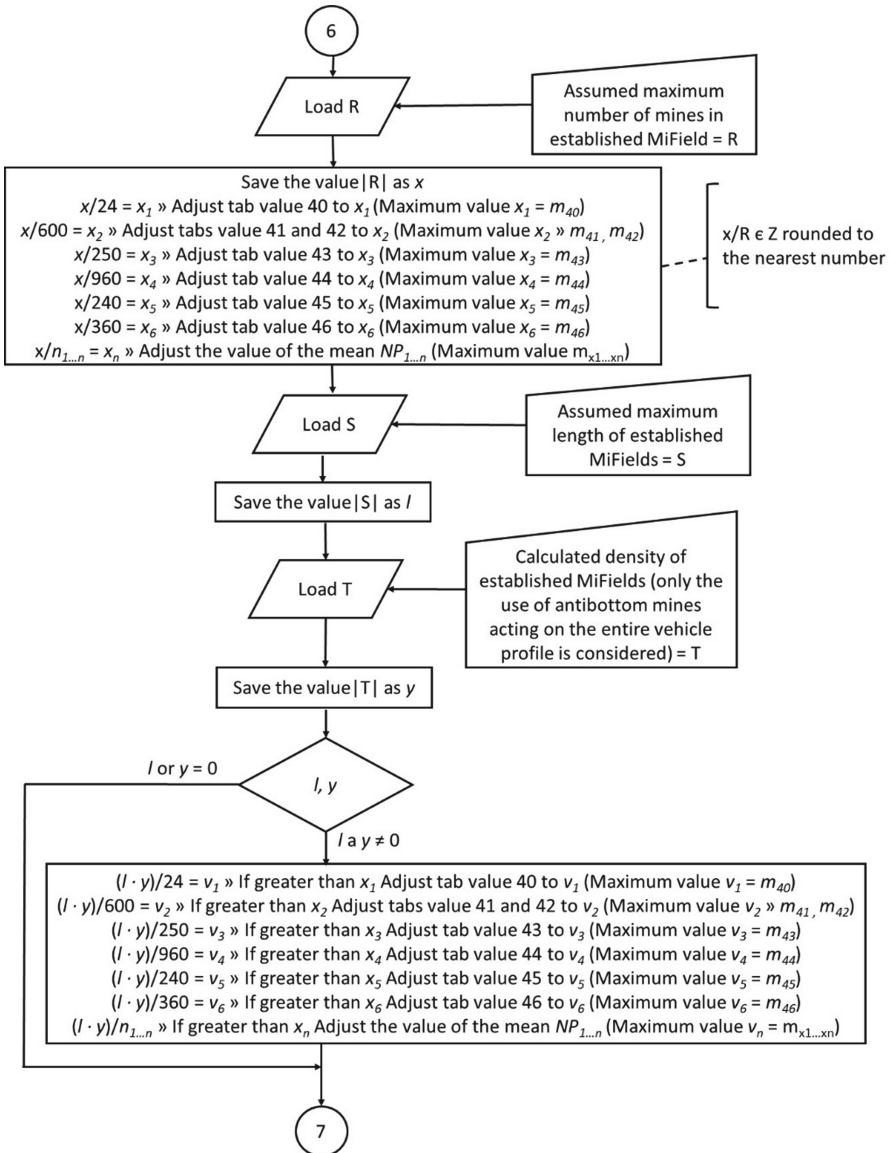 6
Load R
Assumed maximum
number of mines in
established MiField = R
Save the value|R| as x
x/24 = x₁ » Adjust tab value 40 to x₁ (Maximum value x₁ = m₄₀)
x/600 = x₂ » Adjust tabs value 41 and 42 to x₂ (Maximum value x₂ » m₄₁, m₄₂)
x/250 = x₃ » Adjust tab value 43 to x₃ (Maximum value x₃ = m₄₃)
x/960 = x₄ » Adjust tab value 44 to x₄ (Maximum value x₄ = m₄₄)
x/240 = x₅ » Adjust tab value 45 to x₅ (Maximum value x₅ = m₄₅)
x/360 = x₆ » Adjust tab value 46 to x₆ (Maximum value x₆ = m₄₆)
x/n₁...ₙ = xₙ » Adjust the value of the mean NP₁...ₙ (Maximum value mₓ₁...ₓₙ)
x/R ϵ Z rounded to
the nearest number
Load S
Assumed maximum
length of established
MiFields = S
Save the value|S| as l
Load T
Calculated density of
established MiFields (only the
use of antibottom mines
acting on the entire vehicle
profile is considered) = T
Save the value|T| as y
l or y = 0
l, y
l a y ≠ 0
(l · y)/24 = v₁ » If greater than x₁ Adjust tab value 40 to v₁ (Maximum value v₁ = m₄₀)
(l · y)/600 = v₂ » If greater than x₂ Adjust tabs value 41 and 42 to v₂ (Maximum value v₂ » m₄₁, m₄₂)
(l · y)/250 = v₃ » If greater than x₃ Adjust tab value 43 to v₃ (Maximum value v₃ = m₄₃)
(l · y)/960 = v₄ » If greater than x₄ Adjust tab value 44 to v₄ (Maximum value v₄ = m₄₄)
(l · y)/240 = v₅ » If greater than x₅ Adjust tab value 45 to v₅ (Maximum value v₅ = m₄₅)
(l · y)/360 = v₆ » If greater than x₆ Adjust tab value 46 to v₆ (Maximum value v₆ = m₄₆)
(l · y)/n₁...ₙ » If greater than xₙ Adjust the value of the mean NP₁...ₙ (Maximum value vₙ = mₓ₁...ₓₙ)
7